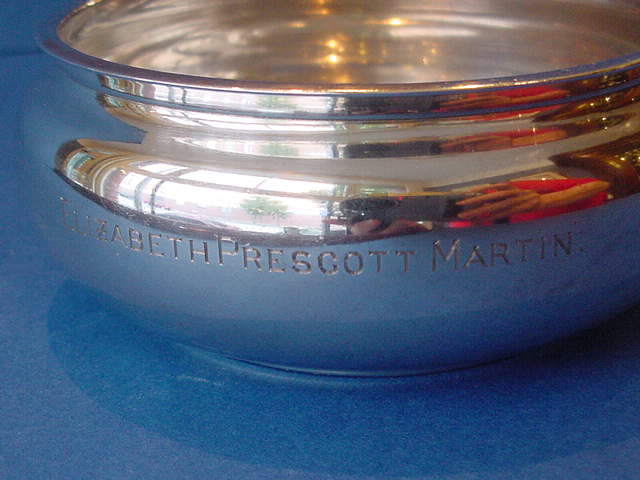 ELIZABETH PRESCOTT MARTIN.